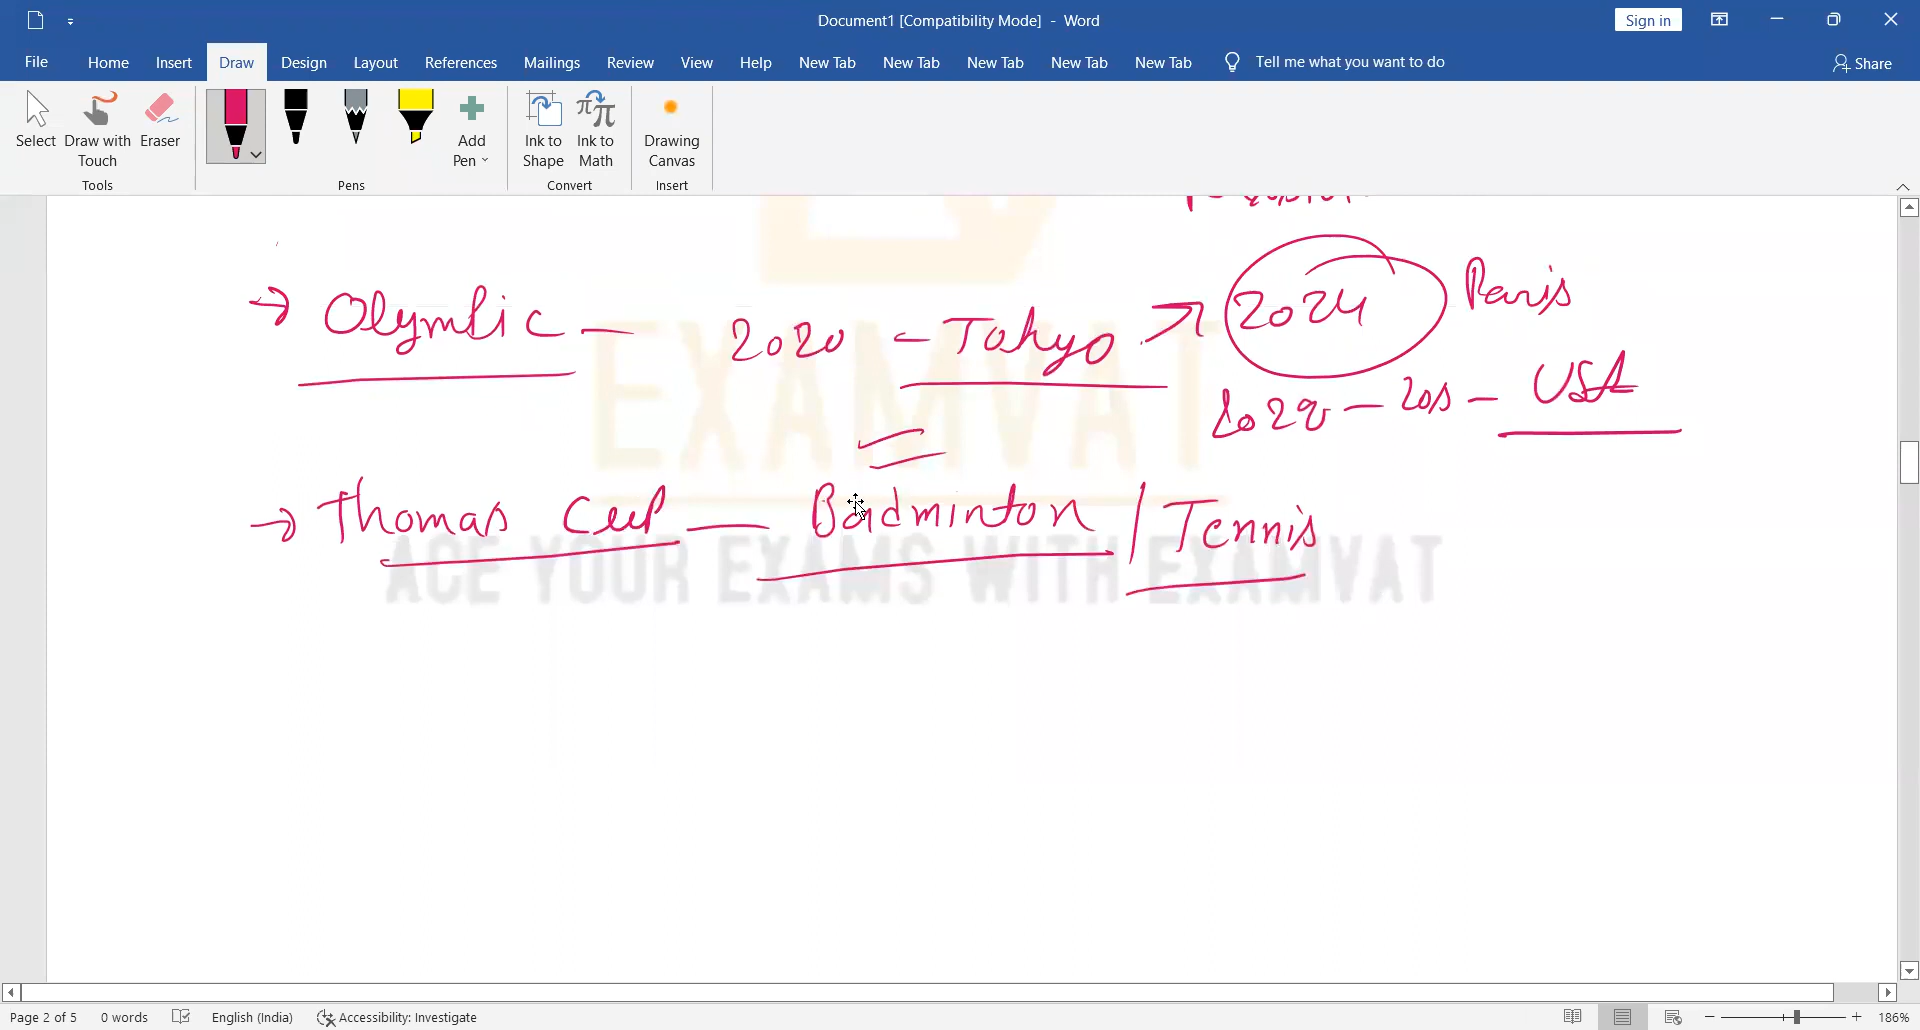 Document1 [Compatibility Mode] - Word
Sign in
File Home Insert Draw Design Layout References Mailings Review View Help New Tab New Tab New Tab New Tab New Tab Tell me what you want to do Share
Select Draw with Touch Eraser Add Pen Ink to Shape Ink to Math Drawing Canvas
Tools Pens Convert Insert
→ Olympic — 2020 - Tokyo → 2024 Paris
2028 — Los — USA
EXAMVAT
→ Thomas Cup — Badminton / Tennis
ACE YOUR EXAMS WITH EXAMVAT
Page 2 of 5 0 words English (India) Accessibility: Investigate 186%